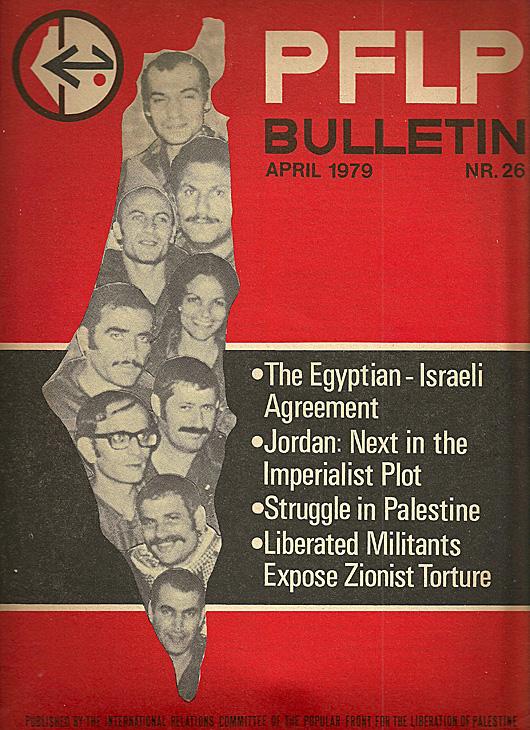 PFLP
BULLETIN
APRIL 1979 NR. 26
•The Egyptian - Israeli
Agreement
•Jordan: Next in the
Imperialist Plot
•Struggle in Palestine
•Liberated Militants
Expose Zionist Torture
PUBLISHED BY THE INTERNATIONAL RELATIONS COMMITTEE OF THE POPULAR FRONT FOR THE LIBERATION OF PALESTINE